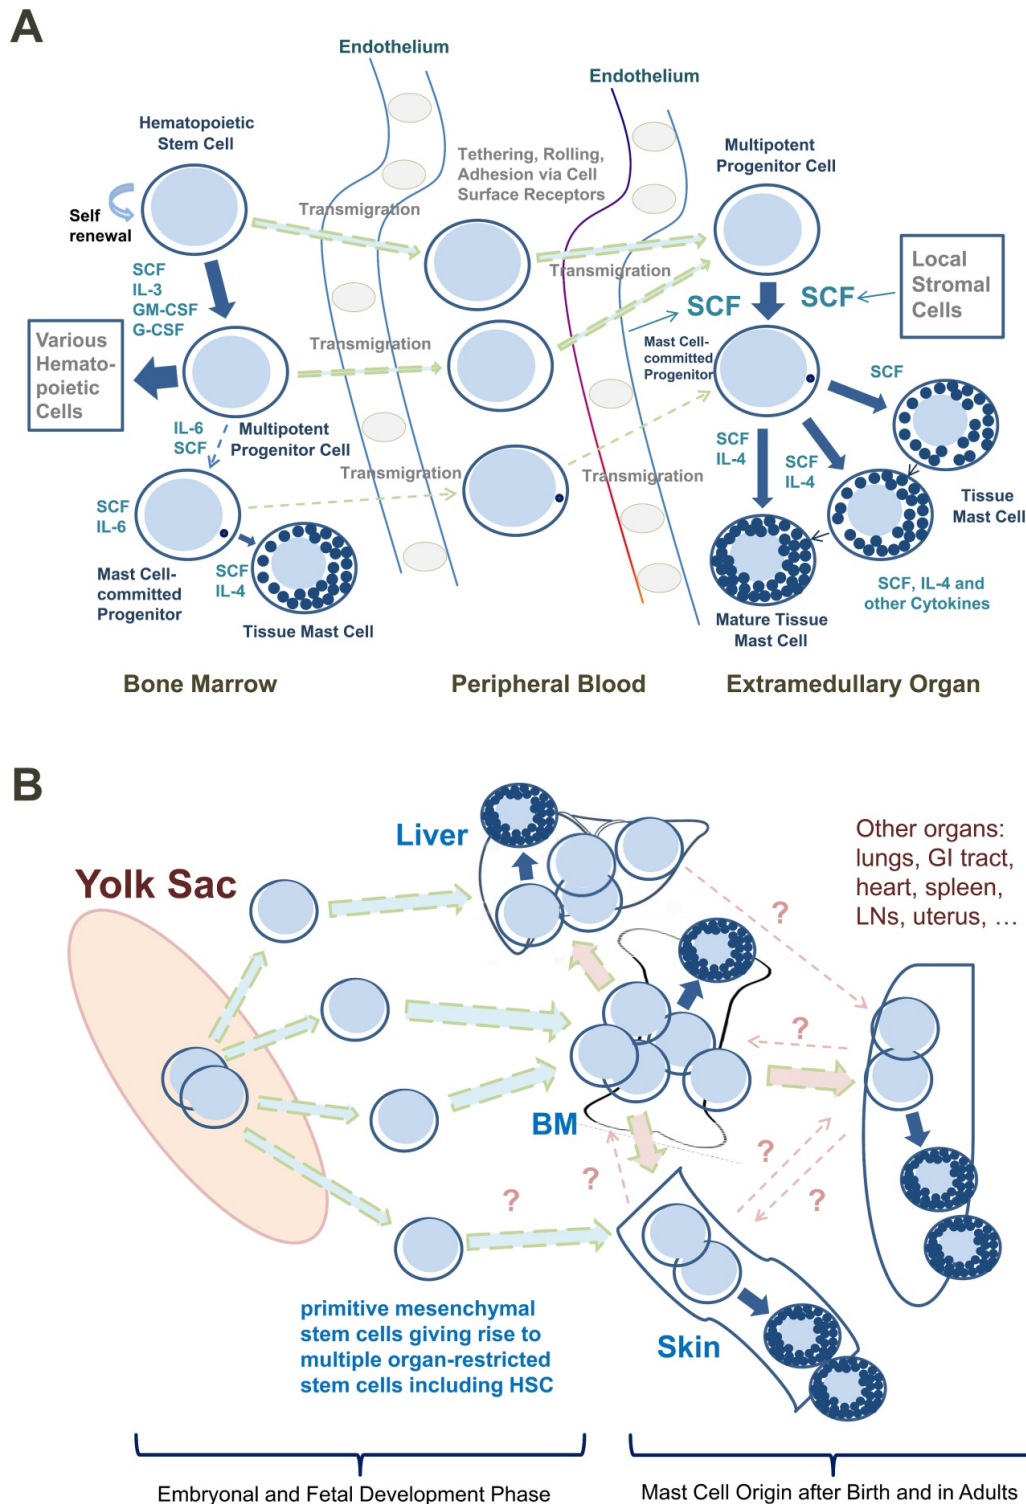 A
Endothelium
Endothelium
Hematopoietic
Stem Cell
Tethering, Rolling,
Adhesion via Cell
Surface Receptors
Multipotent
Progenitor Cell
Self
renewal
Transmigration
Transmigration
Local
Stromal
Cells
SCF
IL-3
GM-CSF
G-CSF
SCF
SCF
Various
Hemato-
poietic
Cells
Transmigration
Mast Cell-
committed
Progenitor
SCF
IL-6
SCF
Multipotent
Progenitor Cell
SCF
IL-4
SCF
IL-4
Transmigration
Transmigration
SCF
IL-6
Tissue
Mast Cell
Mast Cell-
committed
Progenitor
SCF
IL-4
Tissue Mast Cell
SCF, IL-4 and
other Cytokines
Mature Tissue
Mast Cell
Bone Marrow
Peripheral Blood
Extramedullary Organ
B
Liver
Other organs:
lungs, GI tract,
heart, spleen,
LNs, uterus, …
Yolk Sac
?
?
BM
?
?
?
?
primitive mesenchymal
stem cells giving rise to
multiple organ-restricted
stem cells including HSC
Skin
Embryonal and Fetal Development Phase
Mast Cell Origin after Birth and in Adults